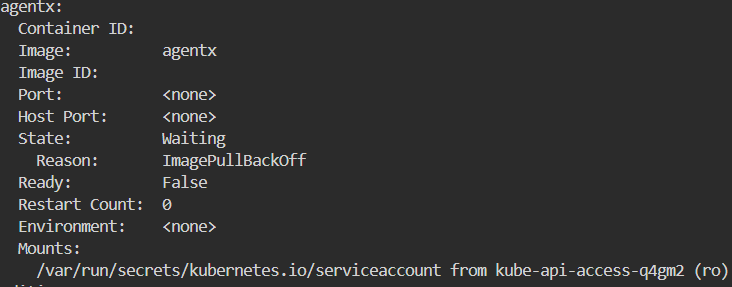 agentx:
  Container ID:
  Image:          agentx
  Image ID:
  Port:           <none>
  Host Port:      <none>
  State:          Waiting
    Reason:       ImagePullBackOff
  Ready:          False
  Restart Count:  0
  Environment:    <none>
  Mounts:
    /var/run/secrets/kubernetes.io/serviceaccount from kube-api-access-q4gm2 (ro)